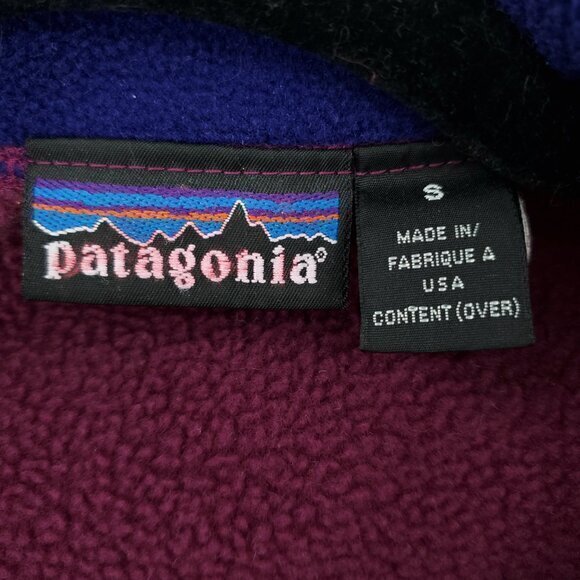 patagonia®
S
MADE IN/
FABRIQUE A
USA
CONTENT (OVER)